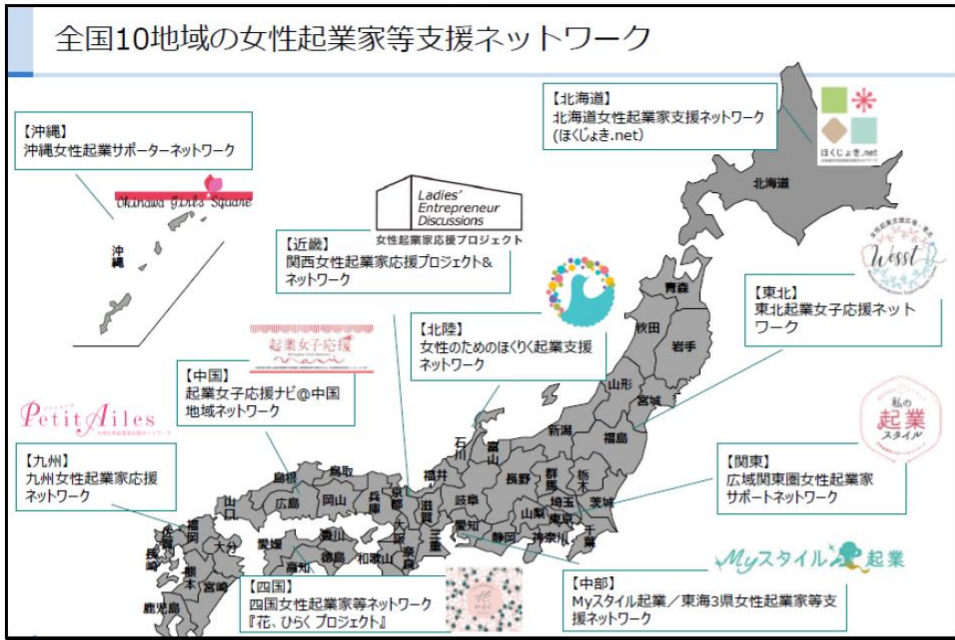 全国10地域の女性起業家等支援ネットワーク
【北海道】
北海道女性起業家支援ネットワーク
(ほくじょき.net)
ほくじょき.net
【沖縄】
沖縄女性起業サポーターネットワーク
Okinawa Girls Square
沖縄
Ladies'
Entrepreneur
Discussions
女性起業家応援プロジェクト
【近畿】
関西女性起業家応援プロジェクト&
ネットワーク
Wesst
【東北】
東北起業女子応援ネット
ワーク
【北陸】
女性のためのほくりく起業支援
ネットワーク
起業女子応援
【中国】
起業女子応援ナビ@中国
地域ネットワーク
PetitAiles
【九州】
九州女性起業家応援
ネットワーク
私の
起業
スタイル
【関東】
広域関東圏女性起業家
サポートネットワーク
Myスタイル起業
【中部】
Myスタイル起業／東海3県女性起業家等支
援ネットワーク
【四国】
四国女性起業家等ネットワーク
『花、ひらく プロジェクト』
北海道
青森
秋田
岩手
山形
宮城
新潟
福島
石川
富山
福井
長野
群馬
栃木
岐阜
埼玉
茨城
山梨
東京
千葉
愛知
静岡
神奈川
島根
鳥取
京都
兵庫
滋賀
広島
岡山
山口
大阪
三重
奈良
和歌山
愛媛
香川
徳島
高知
福岡
佐賀
長崎
大分
熊本
宮崎
鹿児島